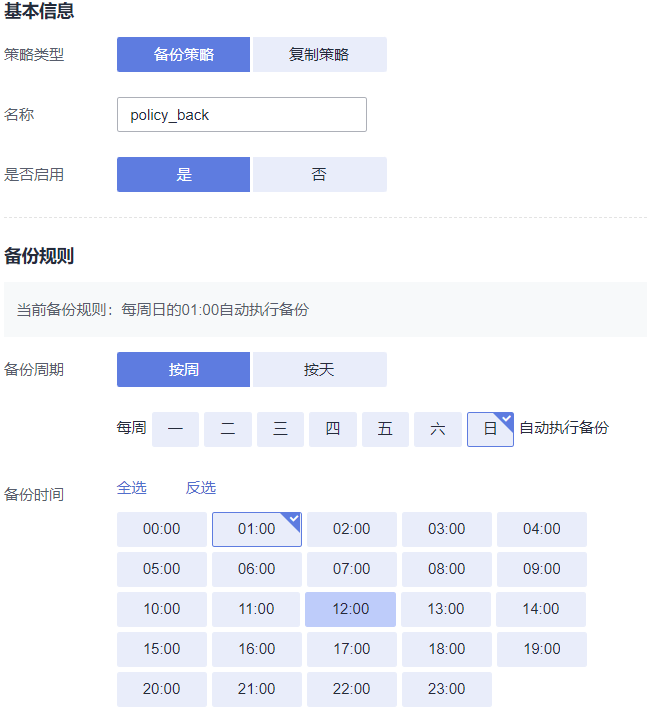 基本信息
策略类型 备份策略 复制策略
名称 policy_back
是否启用 是 否
备份规则
当前备份规则：每周日的01:00自动执行备份
备份周期 按周 按天
每周 一 二 三 四 五 六 日 自动执行备份
备份时间 全选 反选
00:00 01:00 02:00 03:00 04:00
05:00 06:00 07:00 08:00 09:00
10:00 11:00 12:00 13:00 14:00
15:00 16:00 17:00 18:00 19:00
20:00 21:00 22:00 23:00